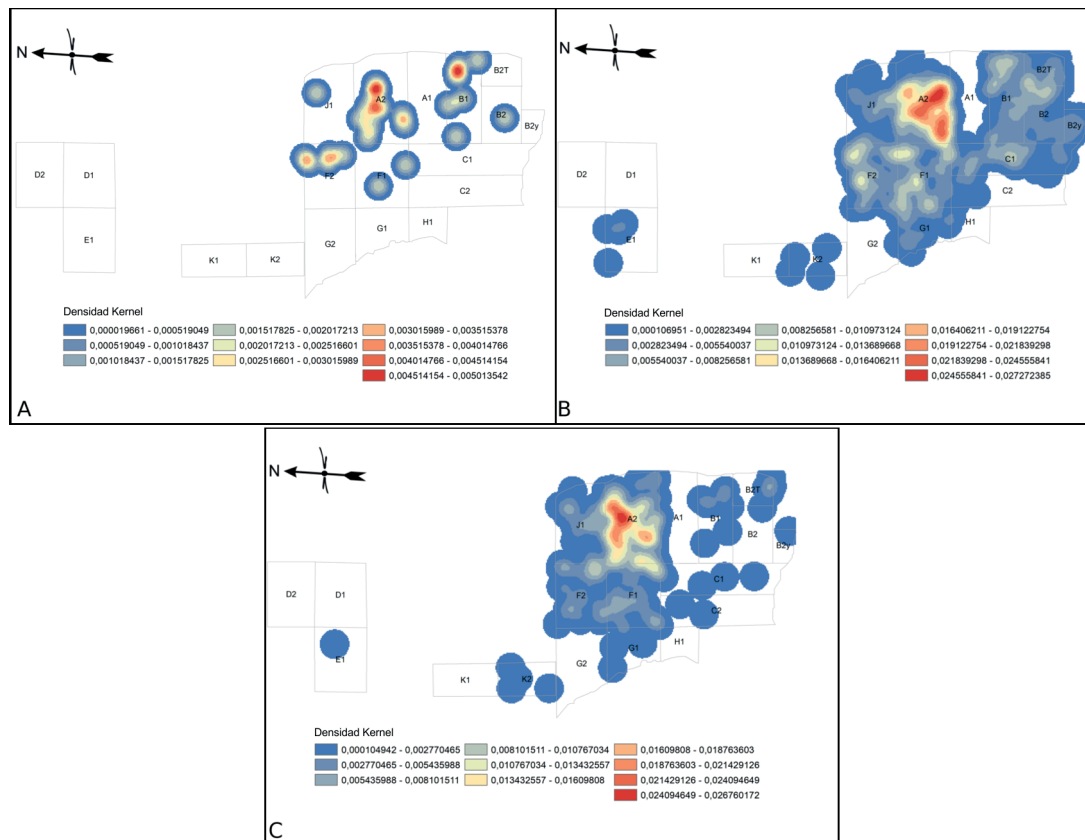 N
J1
A2
A1
B1
B2T
B2
B2y
D2
D1
F2
F1
C1
C2
E1
G2
G1
H1
K1
K2
Densidad Kernel
0,000019661 - 0,000519049
0,001517825 - 0,002017213
0,003015989 - 0,003515378
0,000519049 - 0,001018437
0,002017213 - 0,002516601
0,003515378 - 0,004014766
0,001018437 - 0,001517825
0,002516601 - 0,003015989
0,004014766 - 0,004514154
0,004514154 - 0,005013542
A
N
J1
A2
A1
B1
B2T
B2
B2y
D2
D1
F2
F1
C1
C2
E1
G2
G1
H1
K1
K2
Densidad Kernel
0,000106951 - 0,002823494
0,008256581 - 0,010973124
0,016406211 - 0,019122754
0,002823494 - 0,005540037
0,010973124 - 0,013689668
0,019122754 - 0,021839298
0,005540037 - 0,008256581
0,013689668 - 0,016406211
0,021839298 - 0,024555841
0,024555841 - 0,027272385
B
N
J1
A2
A1
B1
B2T
B2
B2y
D2
D1
F2
F1
C1
C2
E1
G2
G1
H1
K1
K2
Densidad Kernel
0,000104942 - 0,002770465
0,008101511 - 0,010767034
0,01609808 - 0,018763603
0,002770465 - 0,005435988
0,010767034 - 0,013432557
0,018763603 - 0,021429126
0,005435988 - 0,008101511
0,013432557 - 0,01609808
0,021429126 - 0,024094649
0,024094649 - 0,026760172
C